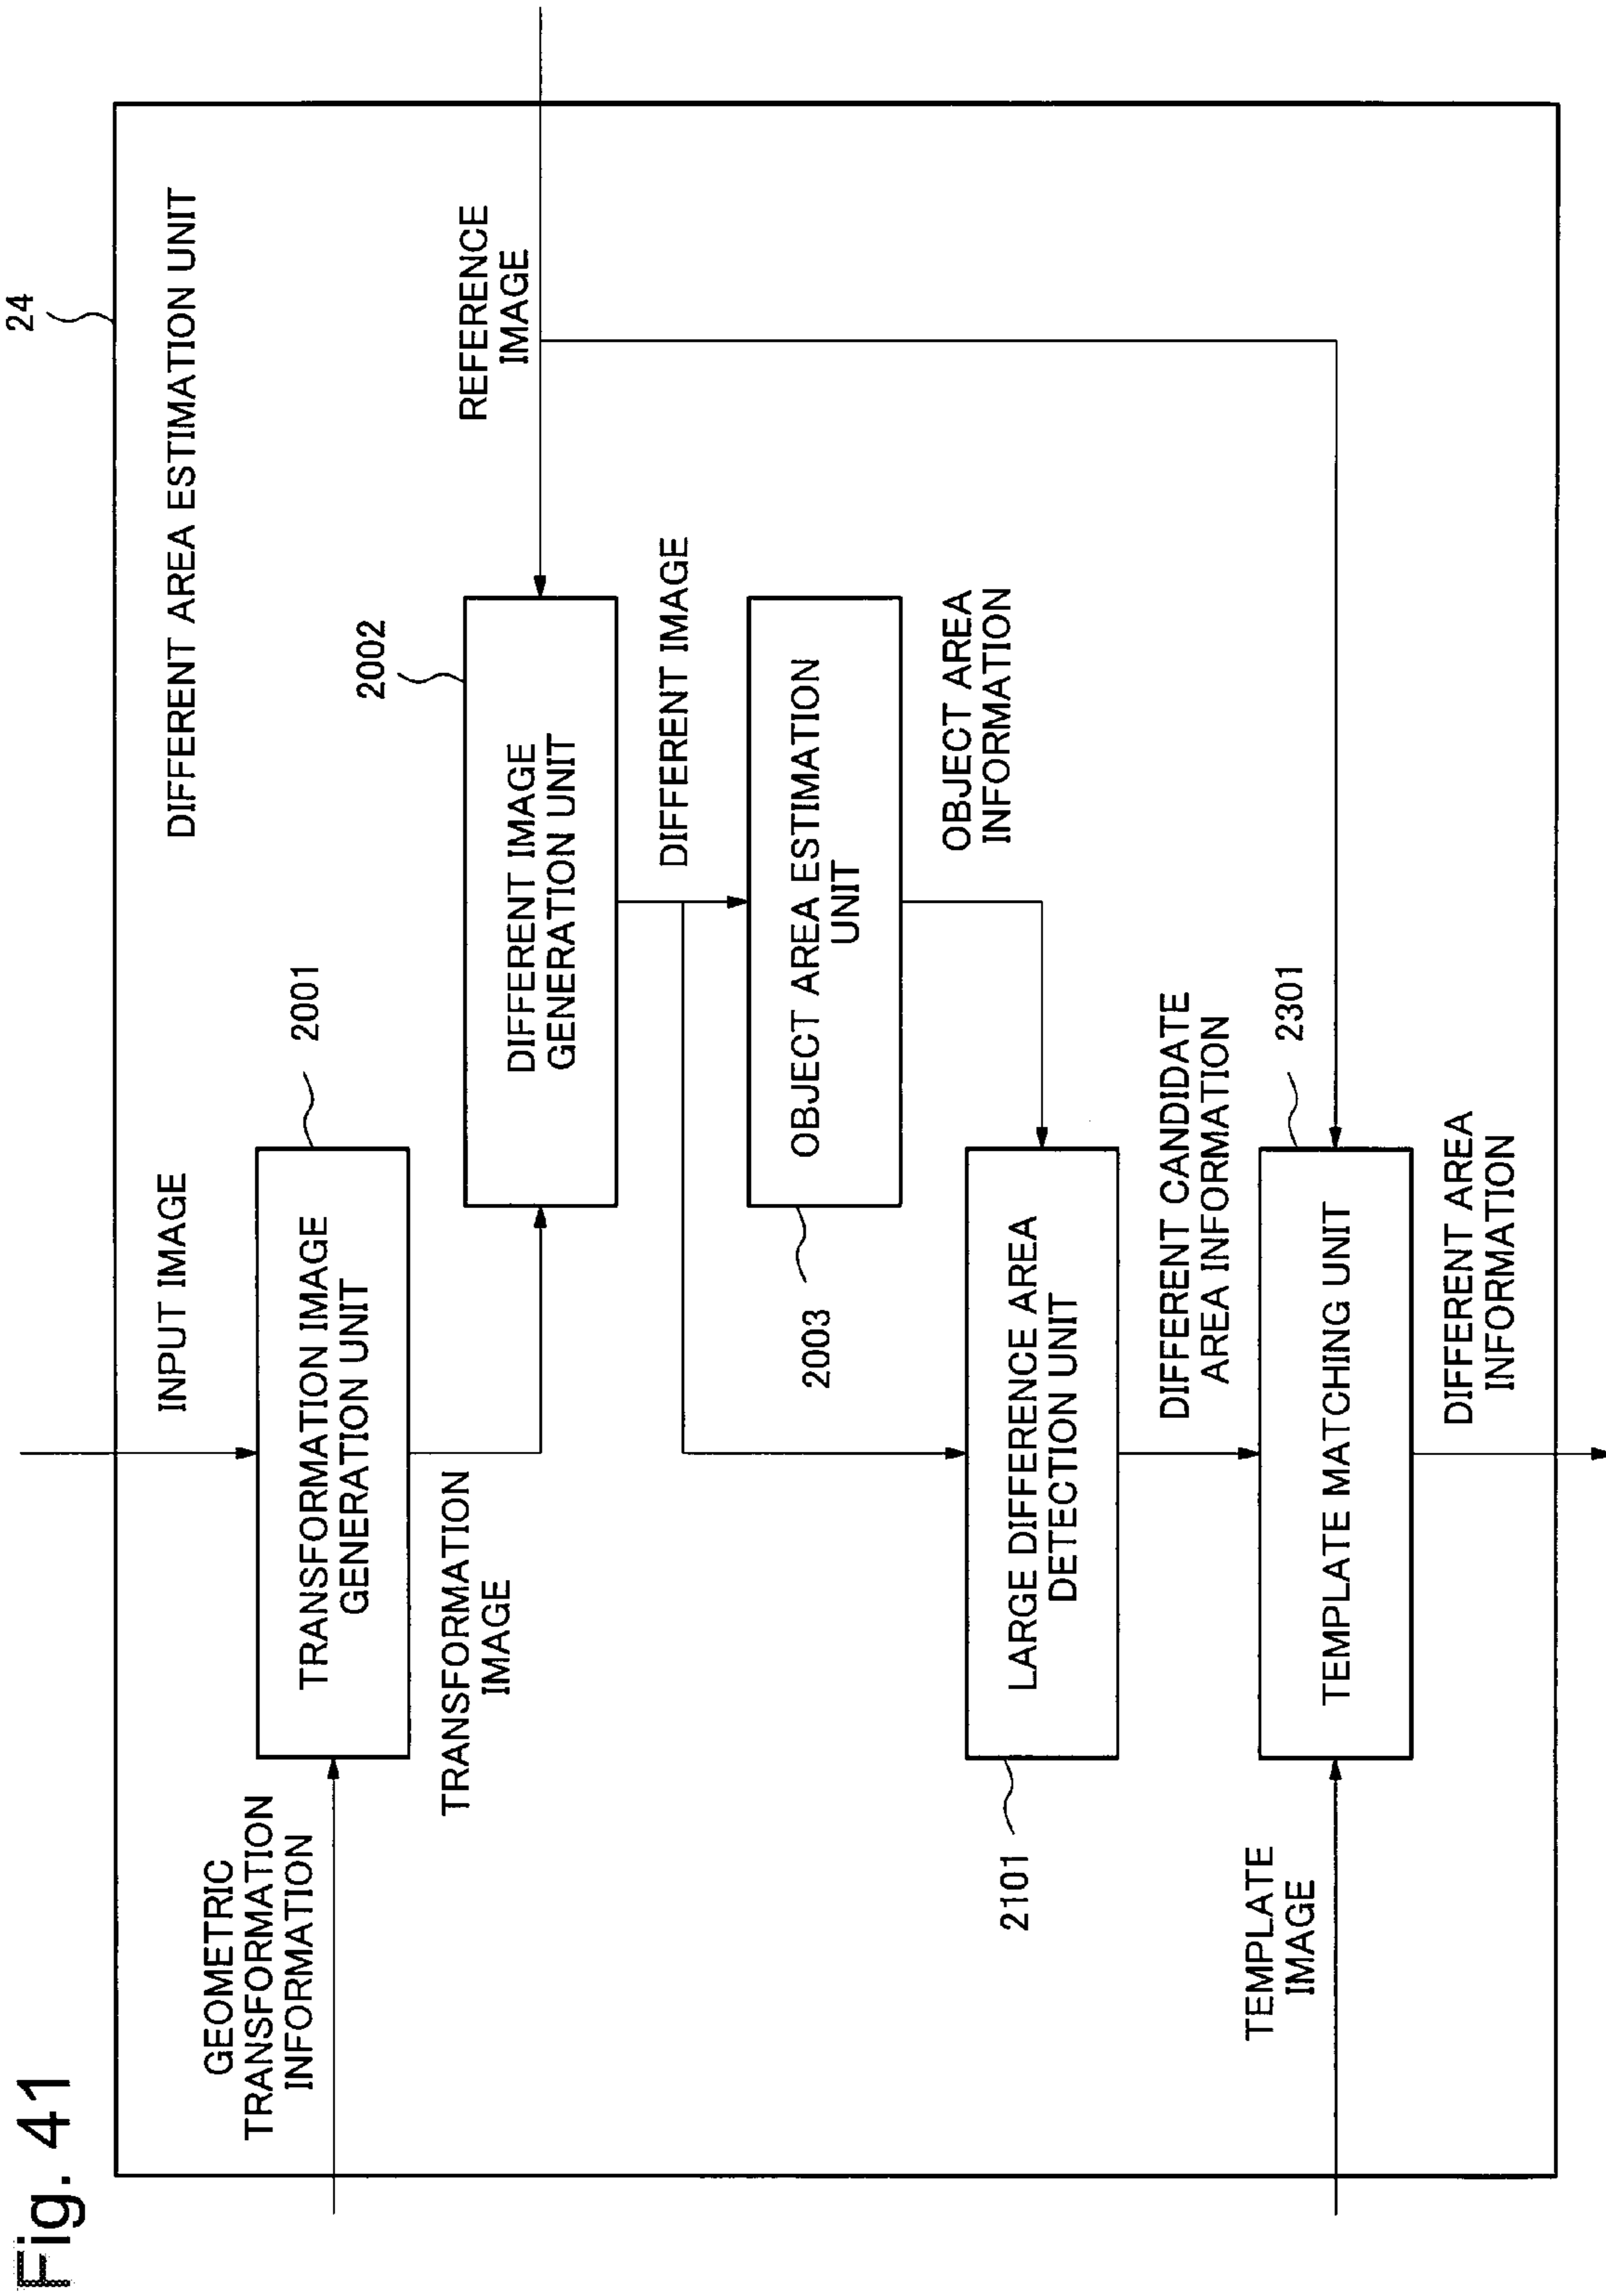 Fig. 41
24
DIFFERENT AREA ESTIMATION UNIT
INPUT IMAGE
GEOMETRIC
TRANSFORMATION
INFORMATION
2001
TRANSFORMATION IMAGE
GENERATION UNIT
TRANSFORMATION
IMAGE
REFERENCE
IMAGE
2002
DIFFERENT IMAGE
GENERATION UNIT
DIFFERENT IMAGE
OBJECT AREA ESTIMATION
UNIT
2003
OBJECT AREA
INFORMATION
LARGE DIFFERENCE AREA
DETECTION UNIT
2101
DIFFERENT CANDIDATE
AREA INFORMATION
2301
TEMPLATE
IMAGE
TEMPLATE MATCHING UNIT
DIFFERENT AREA
INFORMATION